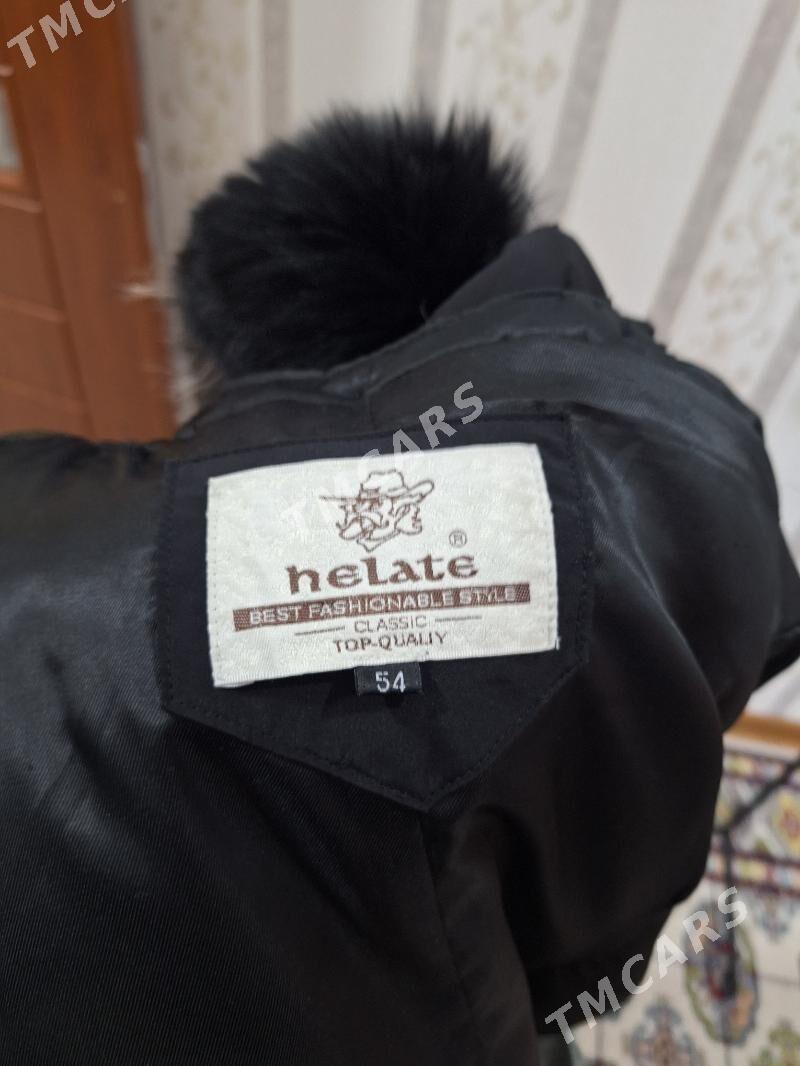 TMCARS
TMCARS
®
helate
BEST FASHIONABLE STYLE
CLASSIC
TOP-QUALIY
54
TMCARS